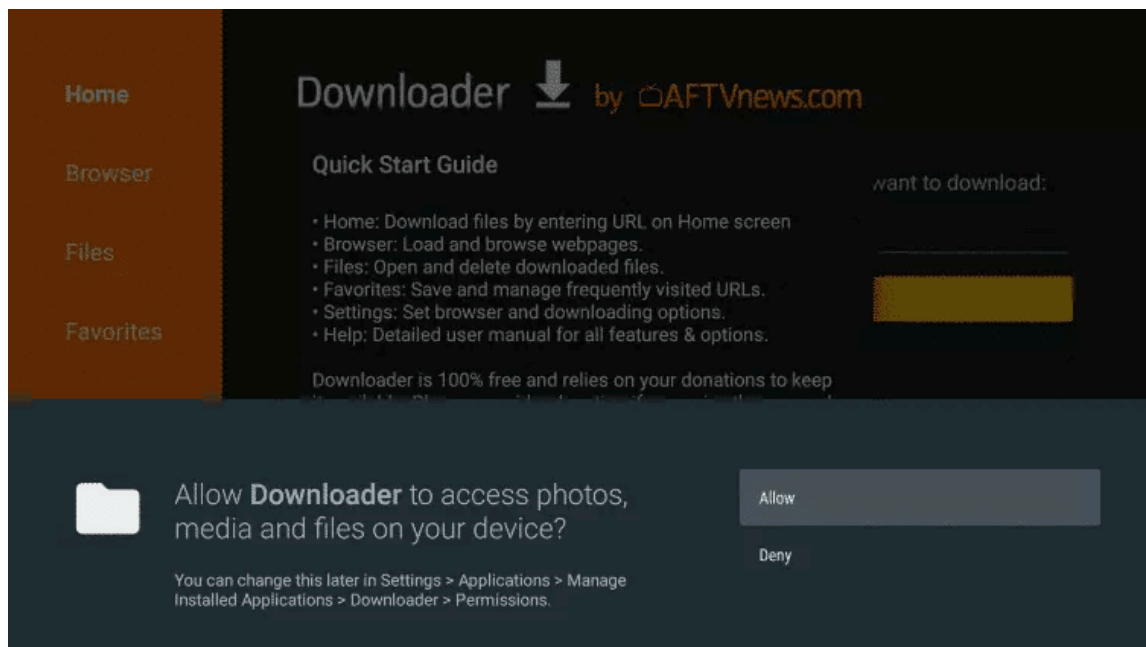 Home
Browser
Files
Favorites
Downloader by AFTVnews.com
Quick Start Guide
• Home: Download files by entering URL on Home screen
• Browser: Load and browse webpages.
• Files: Open and delete downloaded files.
• Favorites: Save and manage frequently visited URLs.
• Settings: Set browser and downloading options.
• Help: Detailed user manual for all features & options.
Downloader is 100% free and relies on your donations to keep
want to download:
Allow Downloader to access photos,
media and files on your device?
You can change this later in Settings > Applications > Manage
Installed Applications > Downloader > Permissions.
Allow
Deny